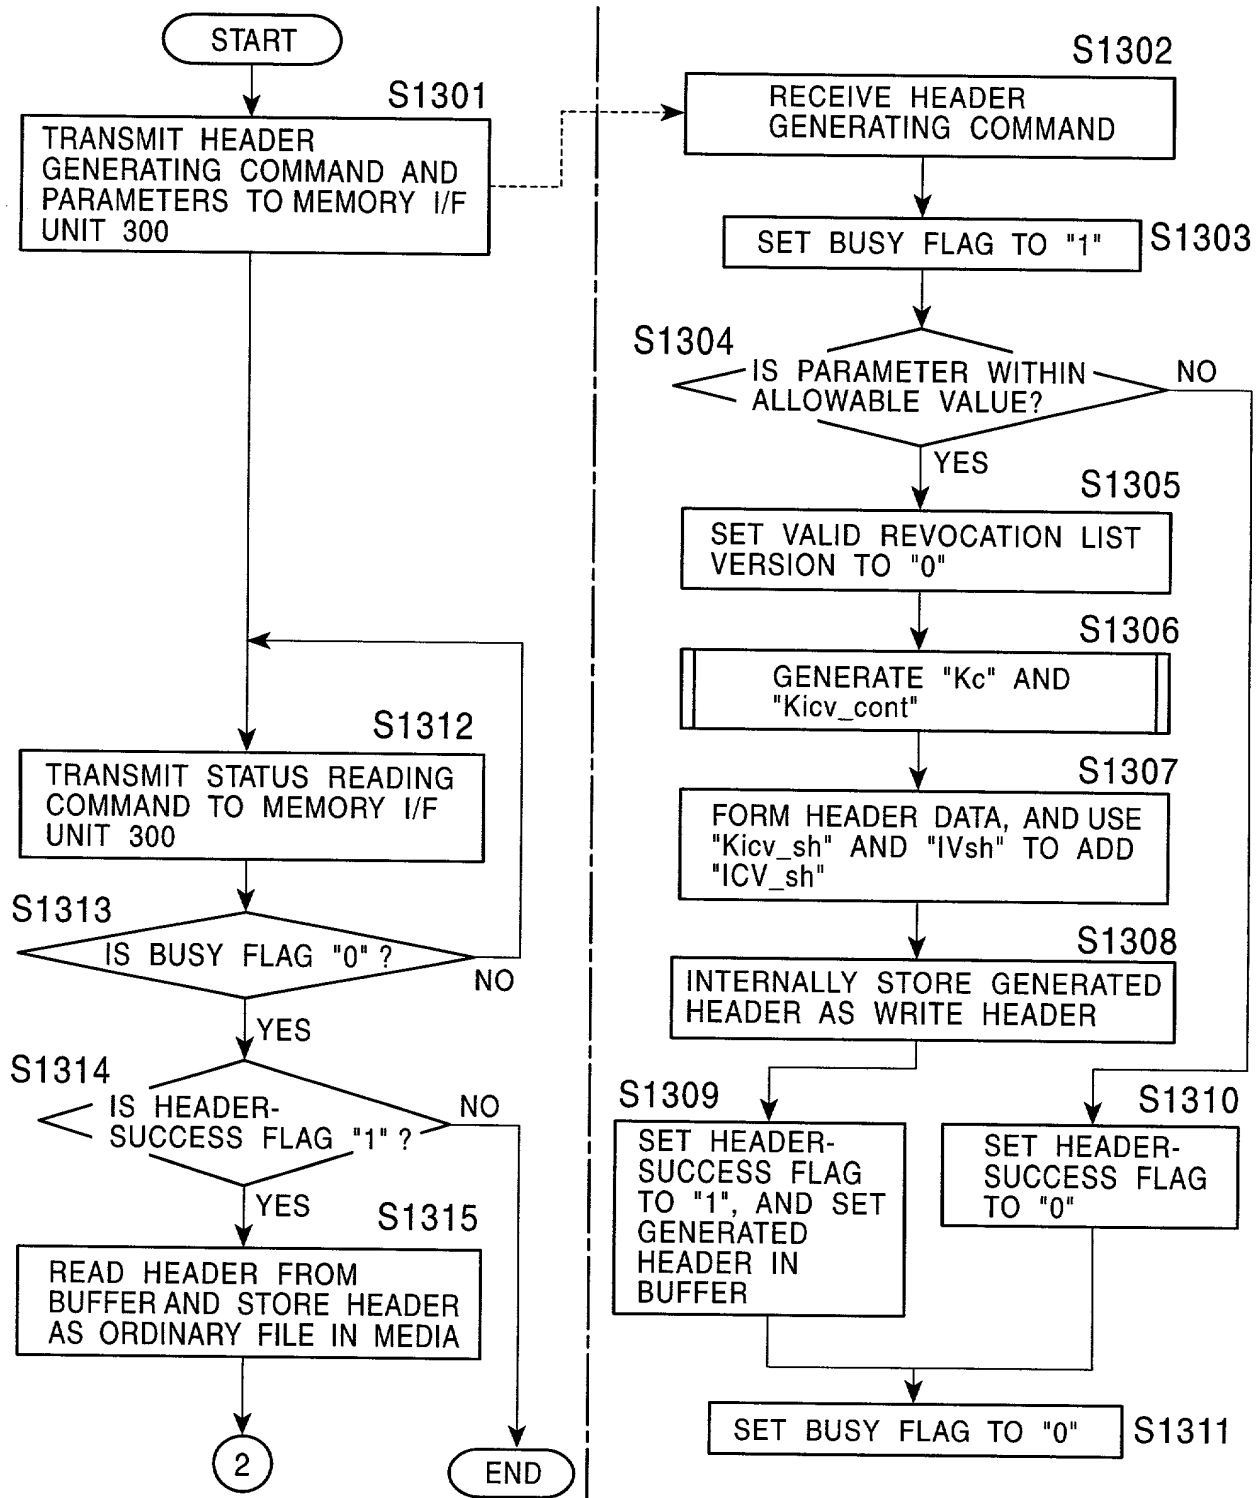 START
S1301
TRANSMIT HEADER
GENERATING COMMAND AND
PARAMETERS TO MEMORY I/F
UNIT 300
S1312
TRANSMIT STATUS READING
COMMAND TO MEMORY I/F
UNIT 300
S1313
IS BUSY FLAG "0" ?
NO
YES
S1314
IS HEADER-
SUCCESS FLAG "1" ?
NO
YES
S1315
READ HEADER FROM
BUFFER AND STORE HEADER
AS ORDINARY FILE IN MEDIA
2
END
S1302
RECEIVE HEADER
GENERATING COMMAND
SET BUSY FLAG TO "1"
S1303
S1304
IS PARAMETER WITHIN
ALLOWABLE VALUE?
NO
YES
S1305
SET VALID REVOCATION LIST
VERSION TO "0"
S1306
GENERATE "Kc" AND
"Kicv_cont"
S1307
FORM HEADER DATA, AND USE
"Kicv_sh" AND "IVsh" TO ADD
"ICV_sh"
S1308
INTERNALLY STORE GENERATED
HEADER AS WRITE HEADER
S1309
SET HEADER-
SUCCESS FLAG
TO "1", AND SET
GENERATED
HEADER IN
BUFFER
S1310
SET HEADER-
SUCCESS FLAG
TO "0"
SET BUSY FLAG TO "0"
S1311